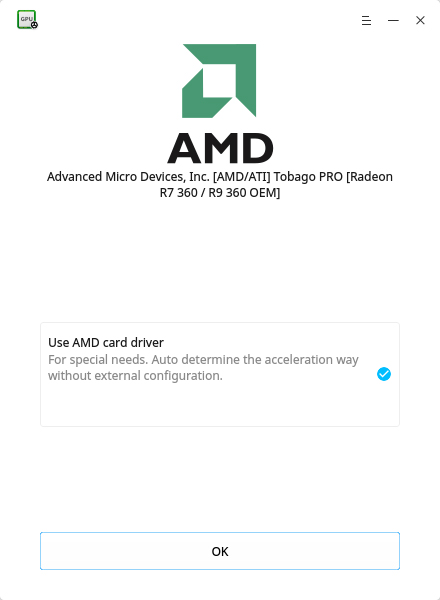 GPU
AMD
Advanced Micro Devices, Inc. [AMD/ATI] Tobago PRO [Radeon
R7 360 / R9 360 OEM]
Use AMD card driver
For special needs. Auto determine the acceleration way
without external configuration.
OK